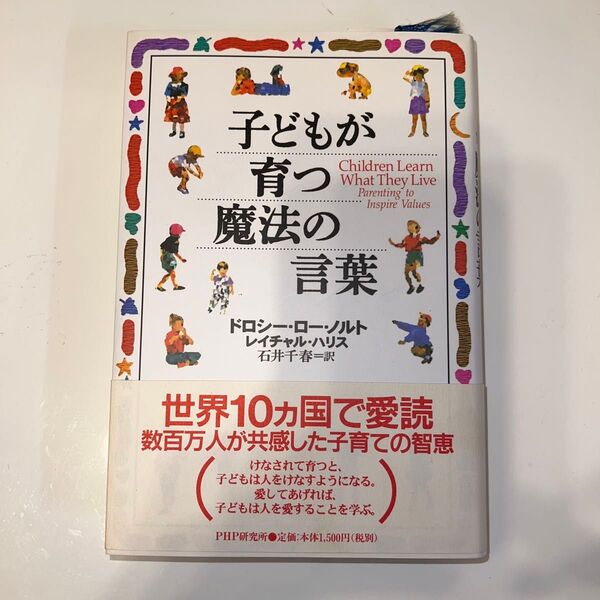 子どもが
育つ
魔法の
言葉
Children Learn
What They Live
Parenting to
Inspire Values
ドロシー・ロー・ノルト
レイチャル・ハリス
石井千春=訳
世界10ヵ国で愛読
数百万人が共感した子育ての智恵
けなされて育つと、
子どもは人をけなすようになる。
愛してあげれば、
子どもは人を愛することを学ぶ。
PHP研究所●定価:本体1,500円(税別)